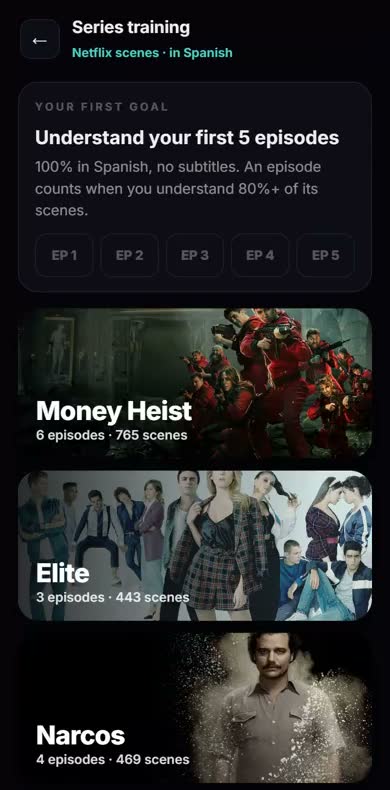 ←
Series training
Netflix scenes · in Spanish
YOUR FIRST GOAL
Understand your first 5 episodes
100% in Spanish, no subtitles. An episode
counts when you understand 80%+ of its
scenes.
EP 1 EP 2 EP 3 EP 4 EP 5
Money Heist
6 episodes · 765 scenes
Elite
3 episodes · 443 scenes
Narcos
4 episodes · 469 scenes